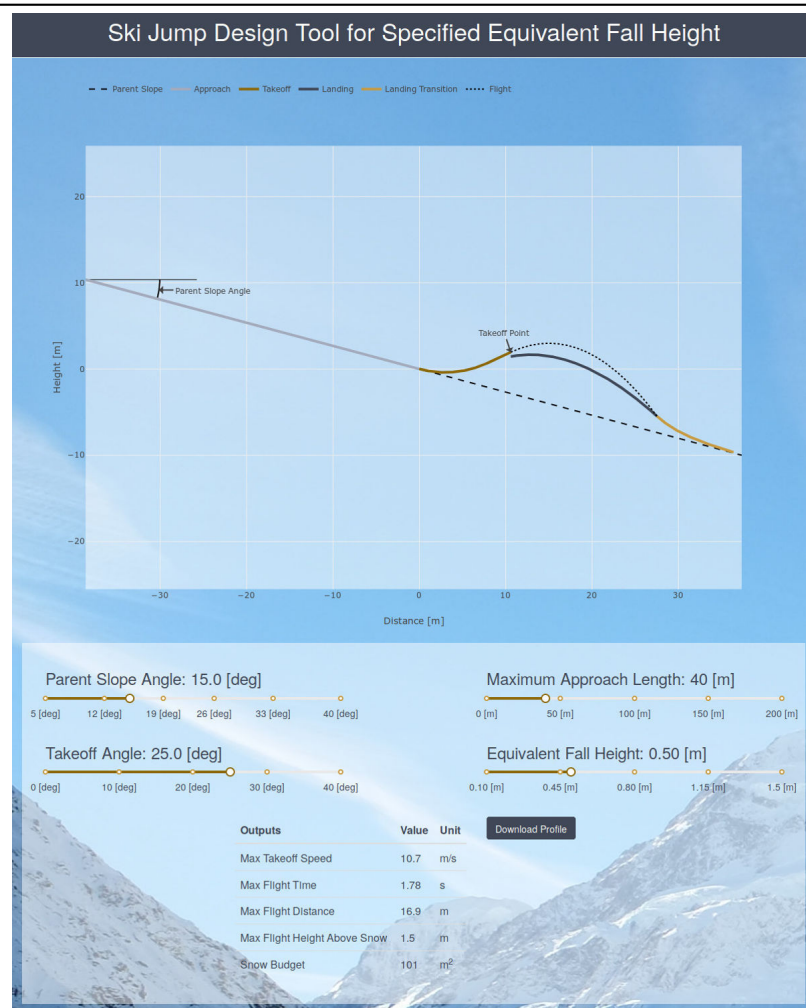 Ski Jump Design Tool for Specified Equivalent Fall Height
Parent Slope Approach Takeoff Landing Landing Transition Flight
20
10
0
−10
−20
Height [m]
Parent Slope Angle
Takeoff Point
−30 −20 −10 0 10 20 30
Distance [m]
Parent Slope Angle: 15.0 [deg]
5 [deg] 12 [deg] 19 [deg] 26 [deg] 33 [deg] 40 [deg]
Maximum Approach Length: 40 [m]
0 [m] 50 [m] 100 [m] 150 [m] 200 [m]
Takeoff Angle: 25.0 [deg]
0 [deg] 10 [deg] 20 [deg] 30 [deg] 40 [deg]
Equivalent Fall Height: 0.50 [m]
0.10 [m] 0.45 [m] 0.80 [m] 1.15 [m] 1.5 [m]
Outputs Value Unit
Max Takeoff Speed 10.7 m/s
Max Flight Time 1.78 s
Max Flight Distance 16.9 m
Max Flight Height Above Snow 1.5 m
Snow Budget 101 m²
Download Profile